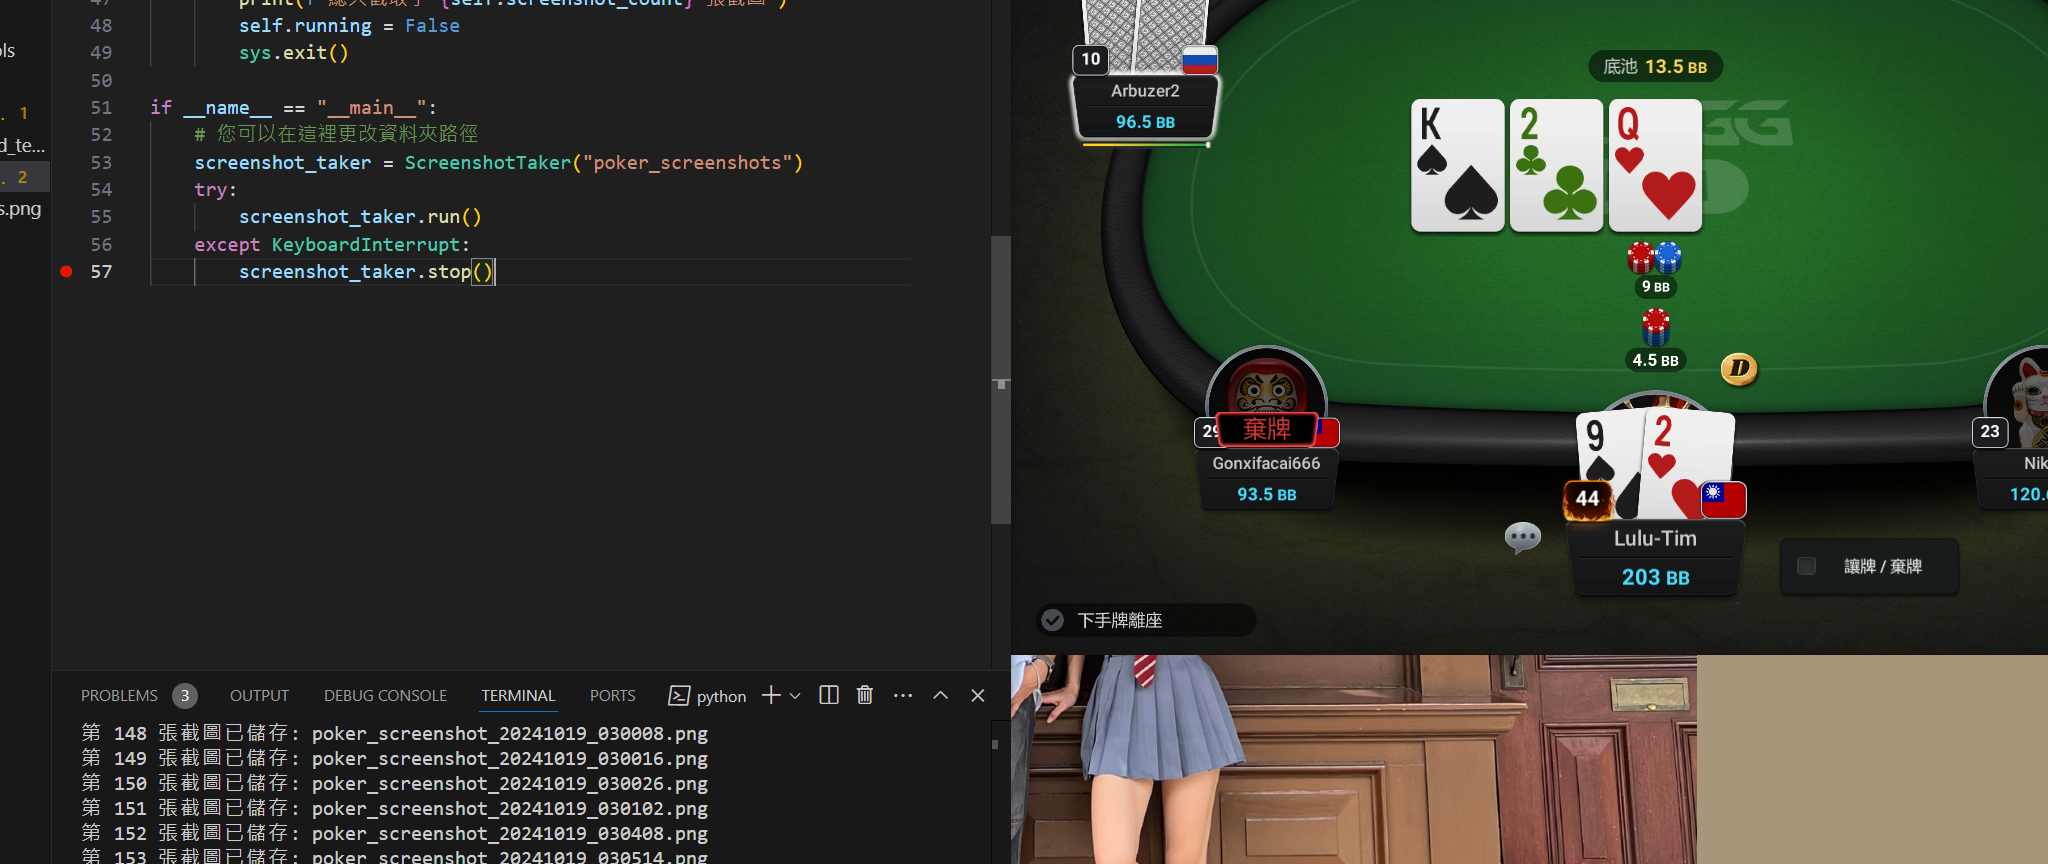 47 print(f"總共截取了 {self.screenshot_count} 張截圖")
48 self.running = False
49 sys.exit()
50
51 if __name__ == "__main__":
52 # 您可以在這裡更改資料夾路徑
53 screenshot_taker = ScreenshotTaker("poker_screenshots")
54 try:
55 screenshot_taker.run()
56 except KeyboardInterrupt:
57 screenshot_taker.stop()
ols
. 1
d_te...
. 2
s.png
PROBLEMS 3 OUTPUT DEBUG CONSOLE TERMINAL PORTS python
第 148 張截圖已儲存: poker_screenshot_20241019_030008.png
第 149 張截圖已儲存: poker_screenshot_20241019_030016.png
第 150 張截圖已儲存: poker_screenshot_20241019_030026.png
第 151 張截圖已儲存: poker_screenshot_20241019_030102.png
第 152 張截圖已儲存: poker_screenshot_20241019_030408.png
第 153 張截圖已儲存: poker_screenshot_20241019_030514.png
10
Arbuzer2
96.5 BB
底池 13.5 BB
K 2 Q
GG
9 BB
4.5 BB
D
29 棄牌
Gonxifacai666
93.5 BB
9 2
44
Lulu-Tim
203 BB
23
Nik
120.
讓牌 / 棄牌
下手牌離座